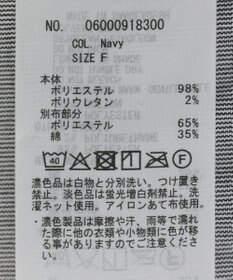 NO. 06000918300
COL. Navy
SIZE F
本体
ポリエステル 98%
ポリウレタン 2%
別布部分
ポリエステル 65%
綿 35%
40 P F
濃色品は白物と分別洗い。つけ置き
禁止。淡色品は蛍光増白剤禁止。洗
濯ネット使用。アイロンあて布使用。
・濃色製品は摩擦や汗、雨等で濡れ
た際に他の衣類や小物類に色が移
る事がありますのでご注意下さい。